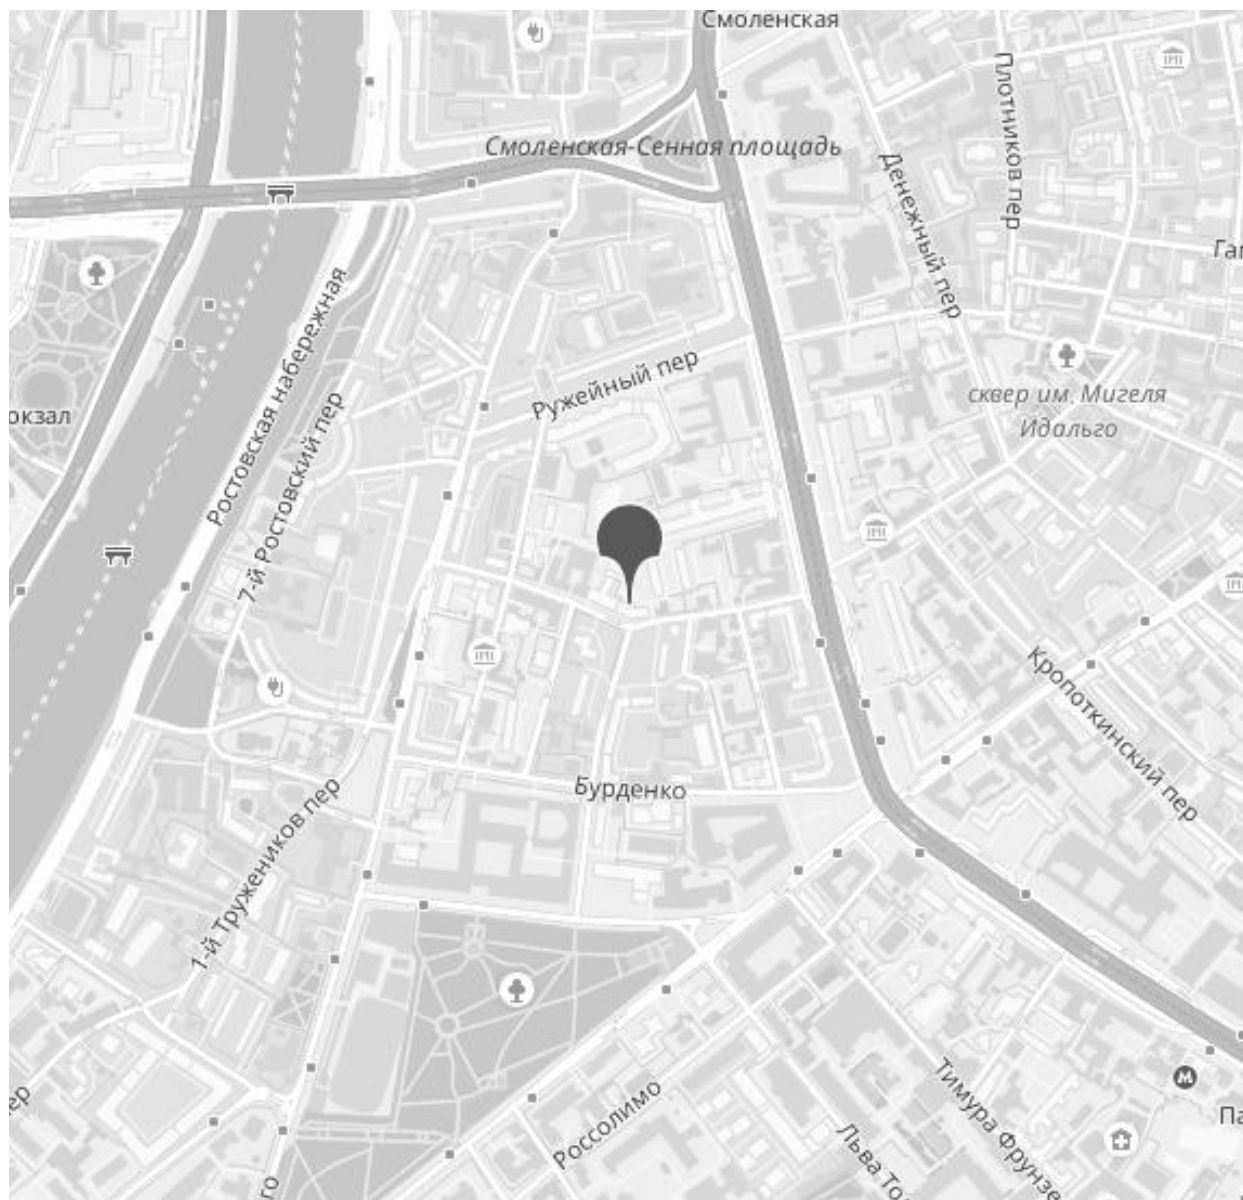 Смоленская
Плотников пер
Смоленская-Сенная площадь
Денежный пер
Ростовская набережная
Ружейный пер
сквер им. Мигеля
Идальго
7-й Ростовский пер
Кропоткинский пер
Бурденко
1-й Тружеников пер
М
Тимура Фрунзе
Россолимо